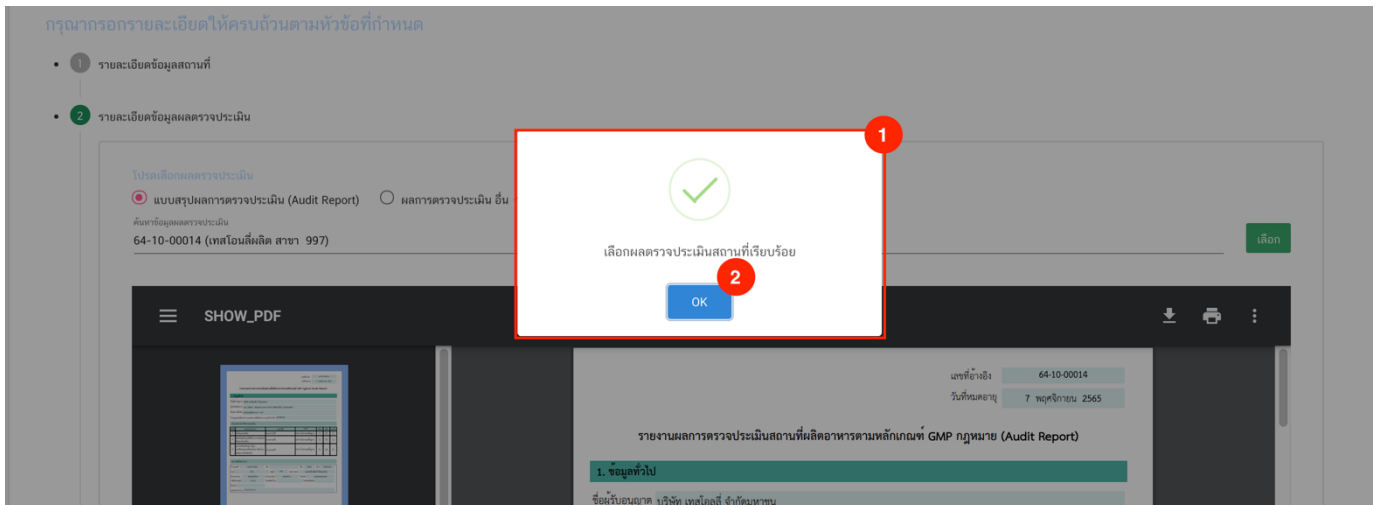 กรุณากรอกรายละเอียดให้ครบถ้วนตามหัวข้อที่กำหนด
1 รายละเอียดข้อมูลสถานที่
2 รายละเอียดข้อมูลผลตรวจประเมิน
1
โปรดเลือกผลตรวจประเมิน
แบบสรุปผลการตรวจประเมิน (Audit Report) ผลการตรวจประเมิน อื่น
ค้นหาข้อมูลผลตรวจประเมิน
64-10-00014 (เทสโอนลี่ผลิต สาขา 997)
เลือก
เลือกผลตรวจประเมินสถานที่เรียบร้อย
2
OK
SHOW_PDF
เลขที่อ้างอิง 64-10-00014
วันที่หมดอายุ 7 พฤศจิกายน 2565
รายงานผลการตรวจประเมินสถานที่ผลิตอาหารตามหลักเกณฑ์ GMP กฎหมาย (Audit Report)
1. ข้อมูลทั่วไป
ชื่อผู้รับอนุญาต บริษัท เทสโอลลี่ จำกัดมหาชน